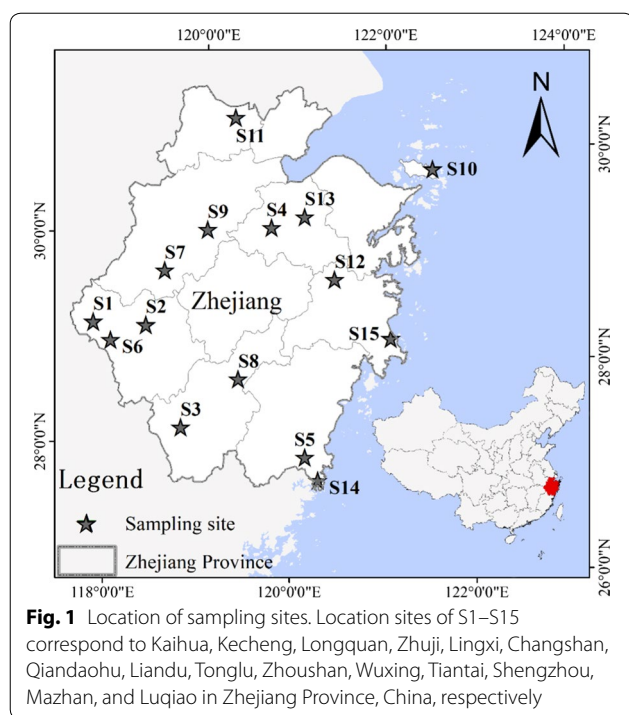 120°0'0"E 122°0'0"E 124°0'0"E
N
S11
30°0'0"N
S10
S13
S9 S4
30°0'0"N
S7 S12
S1 S2 Zhejiang
S6 S15
28°0'0"N
S8
S3
28°0'0"N
S5
Legend S14
Sampling site
Zhejiang Province
26°0'0"N
118°0'0"E 120°0'0"E 122°0'0"E
Fig. 1 Location of sampling sites. Location sites of S1–S15
correspond to Kaihua, Kecheng, Longquan, Zhuji, Lingxi, Changshan,
Qiandaohu, Liandu, Tonglu, Zhoushan, Wuxing, Tiantai, Shengzhou,
Mazhan, and Luqiao in Zhejiang Province, China, respectively